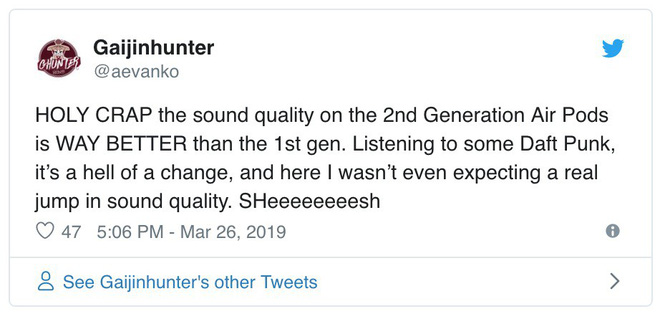 Gaijinhunter
@aevanko
HOLY CRAP the sound quality on the 2nd Generation Air Pods
is WAY BETTER than the 1st gen. Listening to some Daft Punk,
it’s a hell of a change, and here I wasn’t even expecting a real
jump in sound quality. SHeeeeeeeesh
47 5:06 PM - Mar 26, 2019
See Gaijinhunter's other Tweets